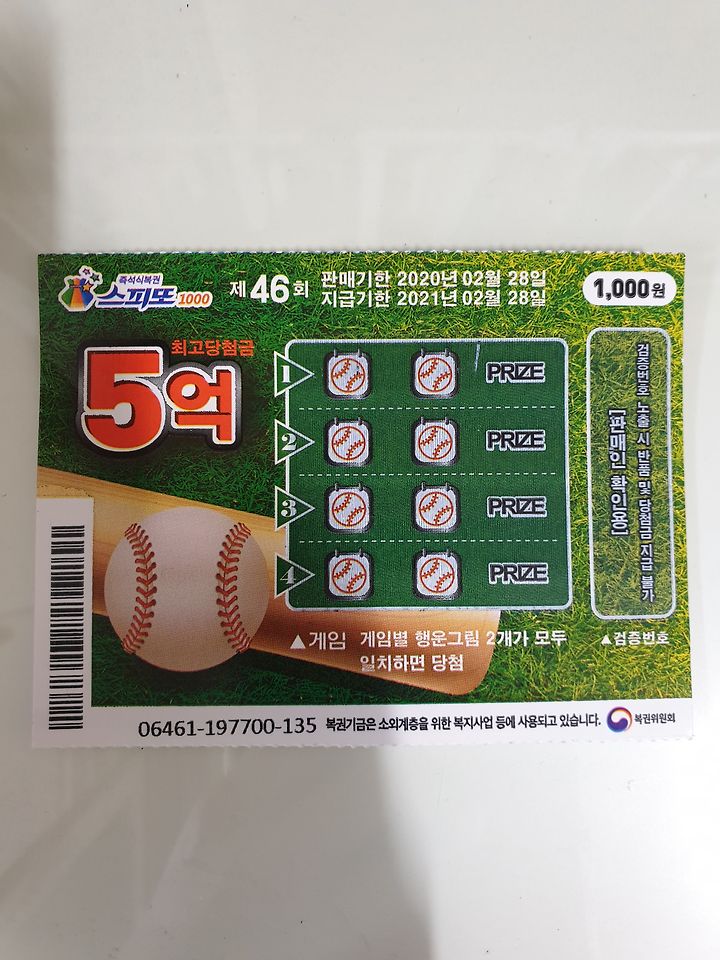 즉석식복권
스피또1000
제46회
판매기한 2020년 02월 28일
지급기한 2021년 02월 28일
1,000원
최고당첨금
5억
1 PRIZE
2 PRIZE
3 PRIZE
4 PRIZE
검증번호 노출 시 반품 및 당첨금 지급 불가
[판매인 확인용]
▲게임 게임별 행운그림 2개가 모두
일치하면 당첨
▲검증번호
06461-197700-135 복권기금은 소외계층을 위한 복지사업 등에 사용되고 있습니다. 복권위원회